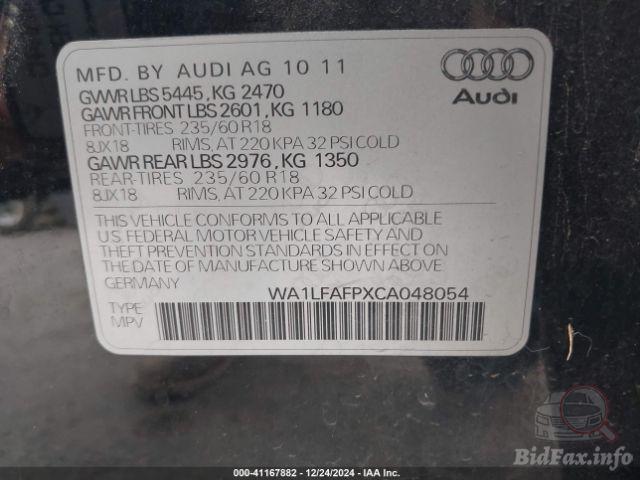 MFD. BY AUDI AG 10 11
GVWR LBS 5445, KG 2470
GAWR FRONT LBS 2601, KG 1180
FRONT-TIRES 235/60 R18
8JX18 RIMS, AT 220 KPA 32 PSI COLD
GAWR REAR LBS 2976, KG 1350
REAR-TIRES 235/60 R18
8JX18 RIMS, AT 220 KPA 32 PSI COLD
Audi
THIS VEHICLE CONFORMS TO ALL APPLICABLE
US FEDERAL MOTOR VEHICLE SAFETY AND
THEFT PREVENTION STANDARDS IN EFFECT ON
THE DATE OF MANUFACTURE SHOWN ABOVE.
GERMANY
WA1LFAFPXCA048054
TYPE
MPV
BidFax.info
000-41167882 - 12/24/2024 - IAA Inc.